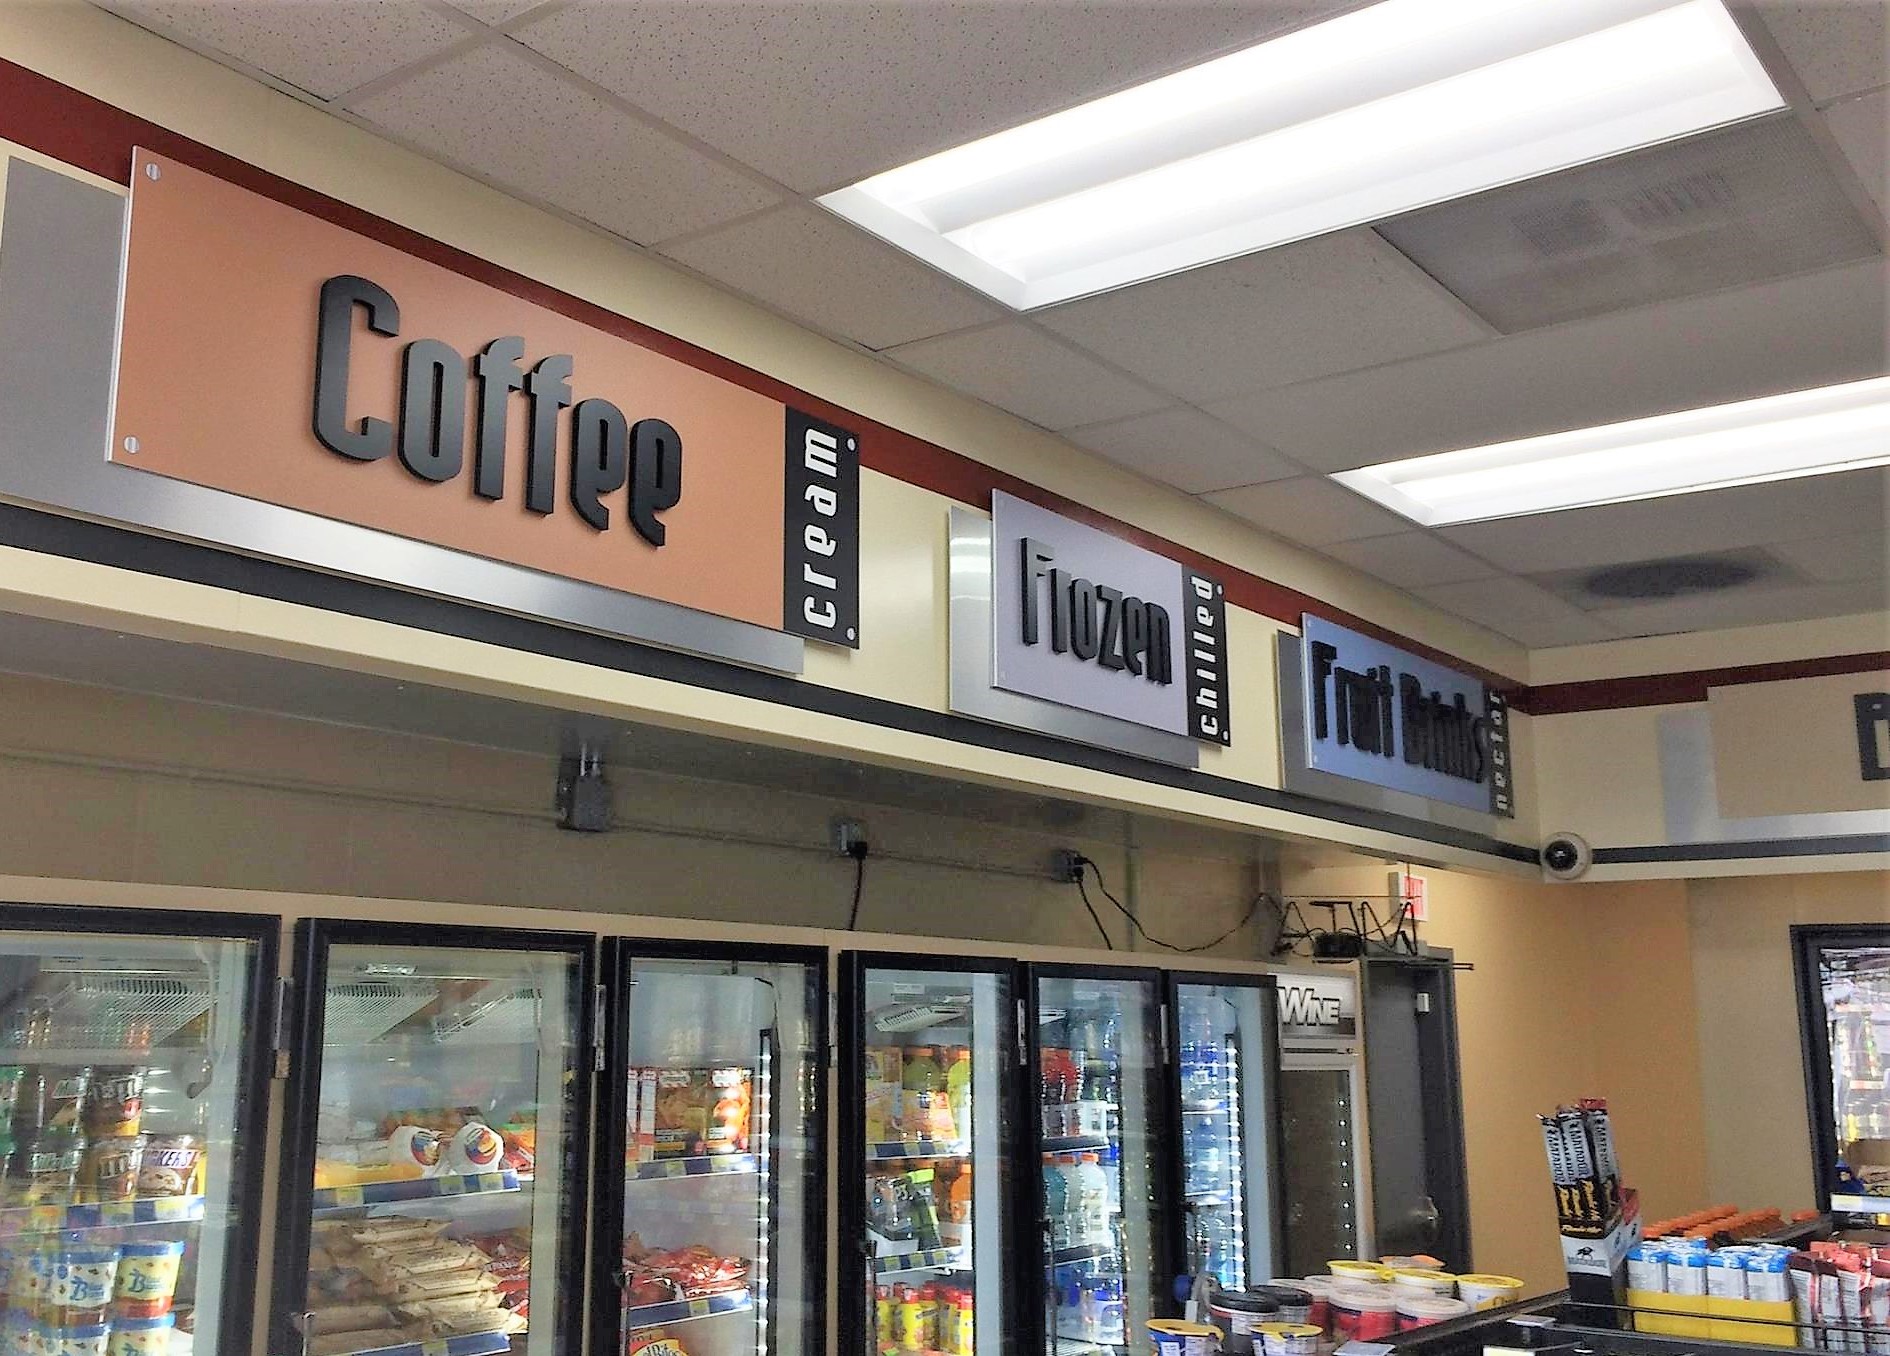 Coffee
cream
Frozen
chilled
Fruit Drinks
nectar
WINE